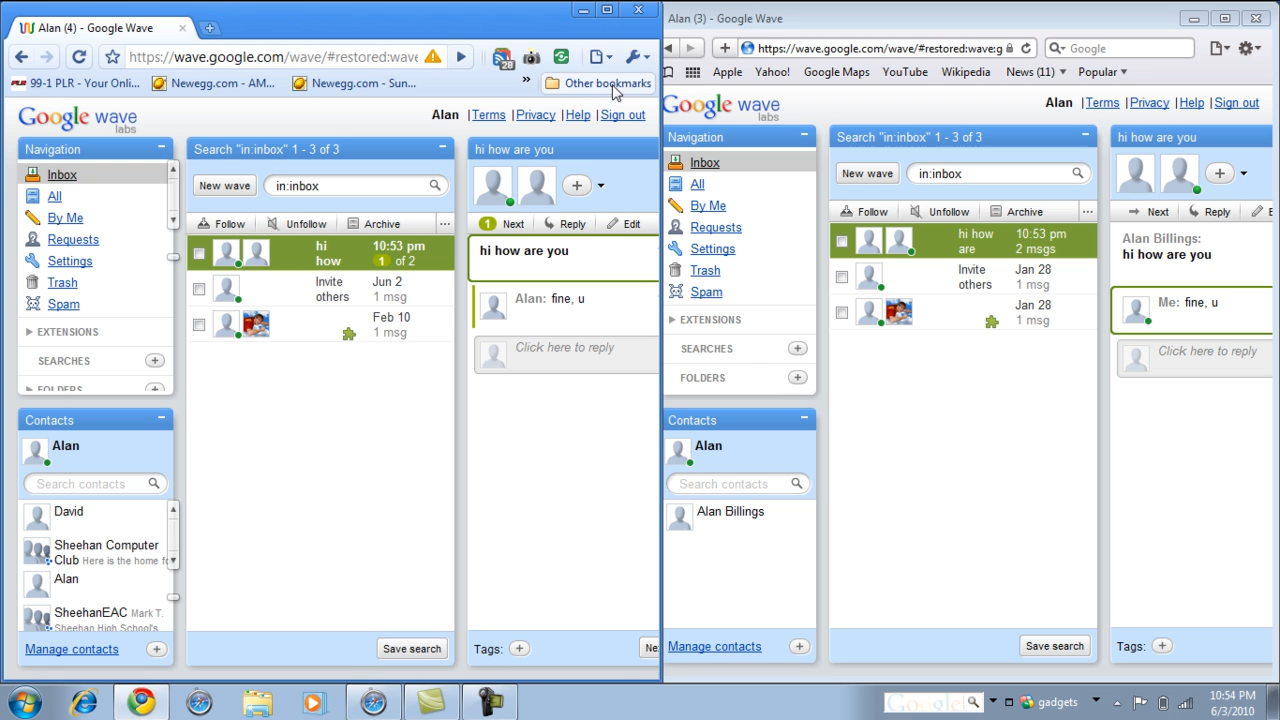 Alan (4) - Google Wave
https://wave.google.com/wave/#restored:wave
28
99-1 PLR - Your Onli...
Newegg.com - AM...
Newegg.com - Sun...
»
Other bookmarks
Google wave
labs
Alan | Terms | Privacy | Help | Sign out
Navigation
Inbox
All
By Me
Requests
Settings
Trash
Spam
EXTENSIONS
SEARCHES
FOLDERS
Contacts
Alan
Search contacts
David
Sheehan Computer
Club Here is the home fo
Alan
SheehanEAC Mark T.
Sheehan High School's
Manage contacts
Search "in:inbox" 1 - 3 of 3
New wave
in:inbox
Follow Unfollow Archive ...
hi 10:53 pm
how 1 of 2
Invite Jun 2
others 1 msg
Feb 10
1 msg
Save search
hi how are you
1 Next Reply Edit
hi how are you
Alan: fine, u
Click here to reply
Tags:
Ne
Alan (3) - Google Wave
https://wave.google.com/wave/#restored:wave:g
Google
Apple Yahoo! Google Maps YouTube Wikipedia News (11) Popular
Google wave
labs
Alan | Terms | Privacy | Help | Sign out
Navigation
Inbox
All
By Me
Requests
Settings
Trash
Spam
EXTENSIONS
SEARCHES
FOLDERS
Contacts
Alan
Search contacts
Alan Billings
Manage contacts
Search "in:inbox" 1 - 3 of 3
New wave
in:inbox
Follow Unfollow Archive ...
hi how 10:53 pm
are 2 msgs
Invite Jan 28
others 1 msg
Jan 28
1 msg
Save search
hi how are you
Next Reply E
Alan Billings:
hi how are you
Me: fine, u
Click here to reply
Tags:
Google
gadgets
10:54 PM
6/3/2010